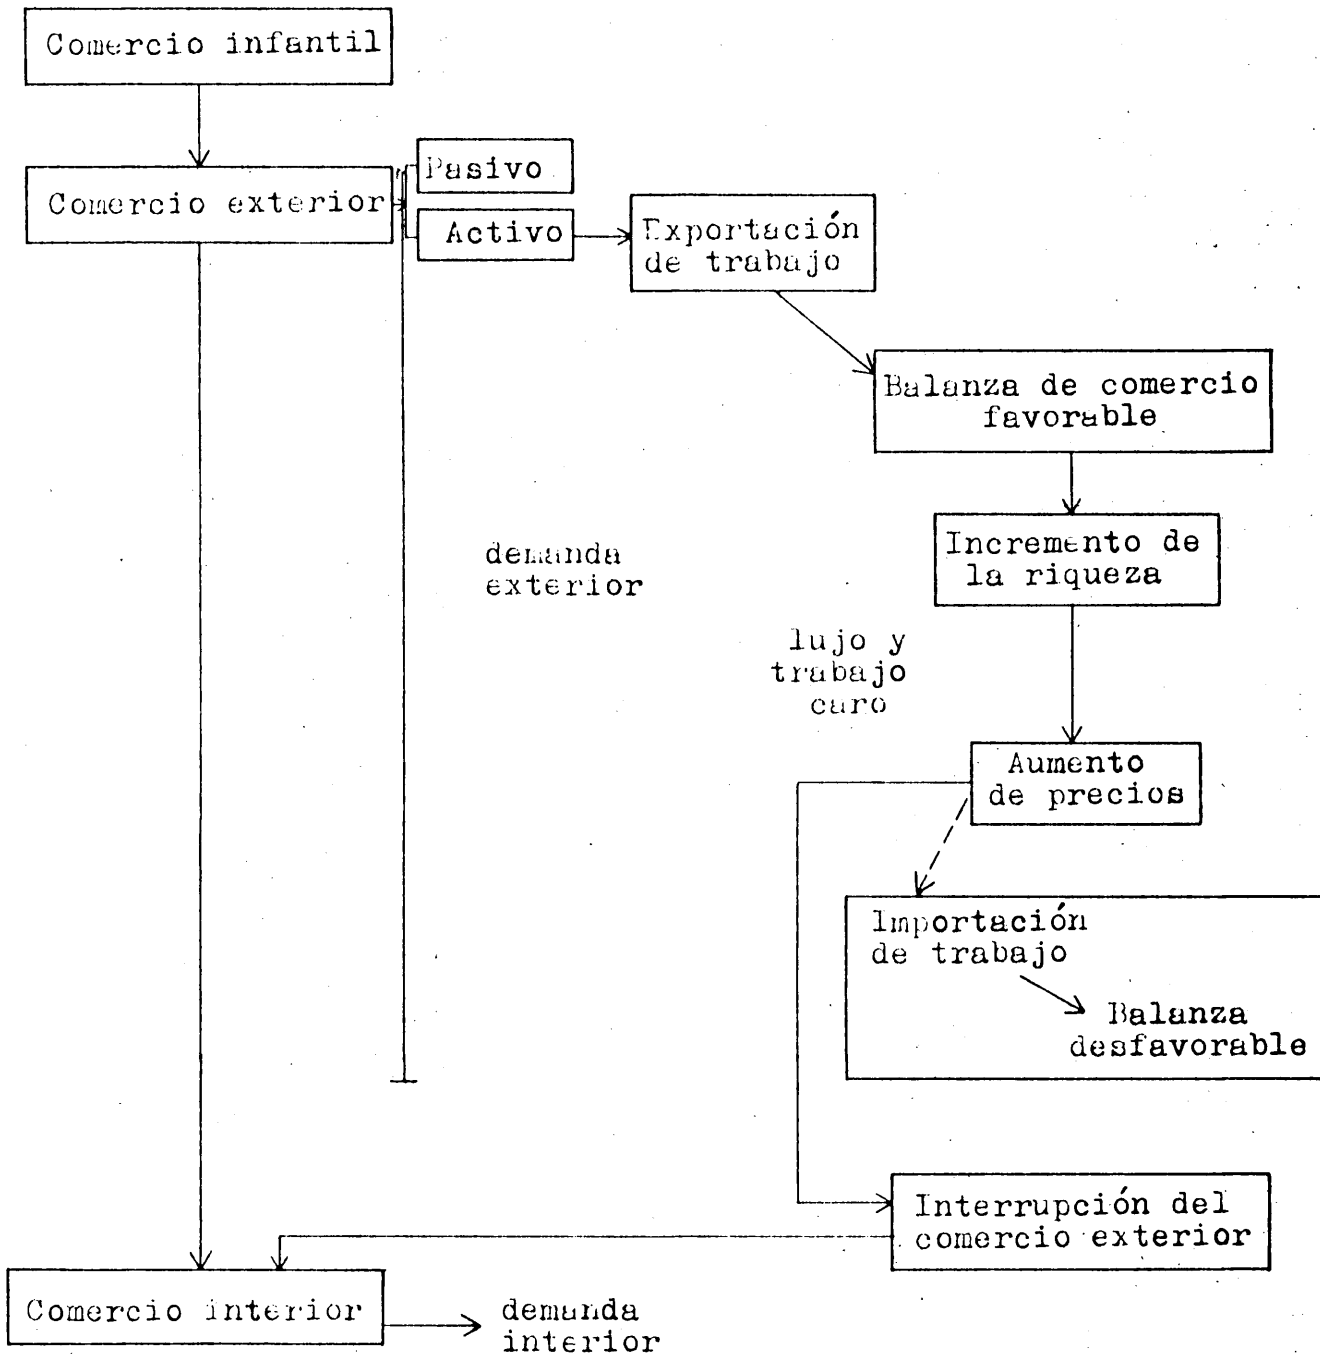 Comercio infantil
Comercio exterior
Pasivo
Activo
Exportación
de trabajo
Balanza de comercio
favorable
Incremento de
la riqueza
demanda
exterior
lujo y
trabajo
caro
Aumento
de precios
Importación
de trabajo
Balanza
desfavorable
Interrupción del
comercio exterior
Comercio interior
demanda
interior